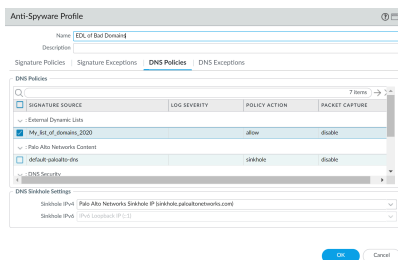 Anti-Spyware Profile
Name EDL of Bad Domains
Description
Signature Policies | Signature Exceptions | DNS Policies | DNS Exceptions
DNS Policies
7 items
SIGNATURE SOURCE LOG SEVERITY POLICY ACTION PACKET CAPTURE
: External Dynamic Lists
My_list_of_domains_2020 allow disable
: Palo Alto Networks Content
default-paloalto-dns sinkhole disable
: DNS Security
DNS Sinkhole Settings
Sinkhole IPv4 Palo Alto Networks Sinkhole IP (sinkhole.paloaltonetworks.com)
Sinkhole IPv6 IPv6 Loopback IP (::1)
OK Cancel